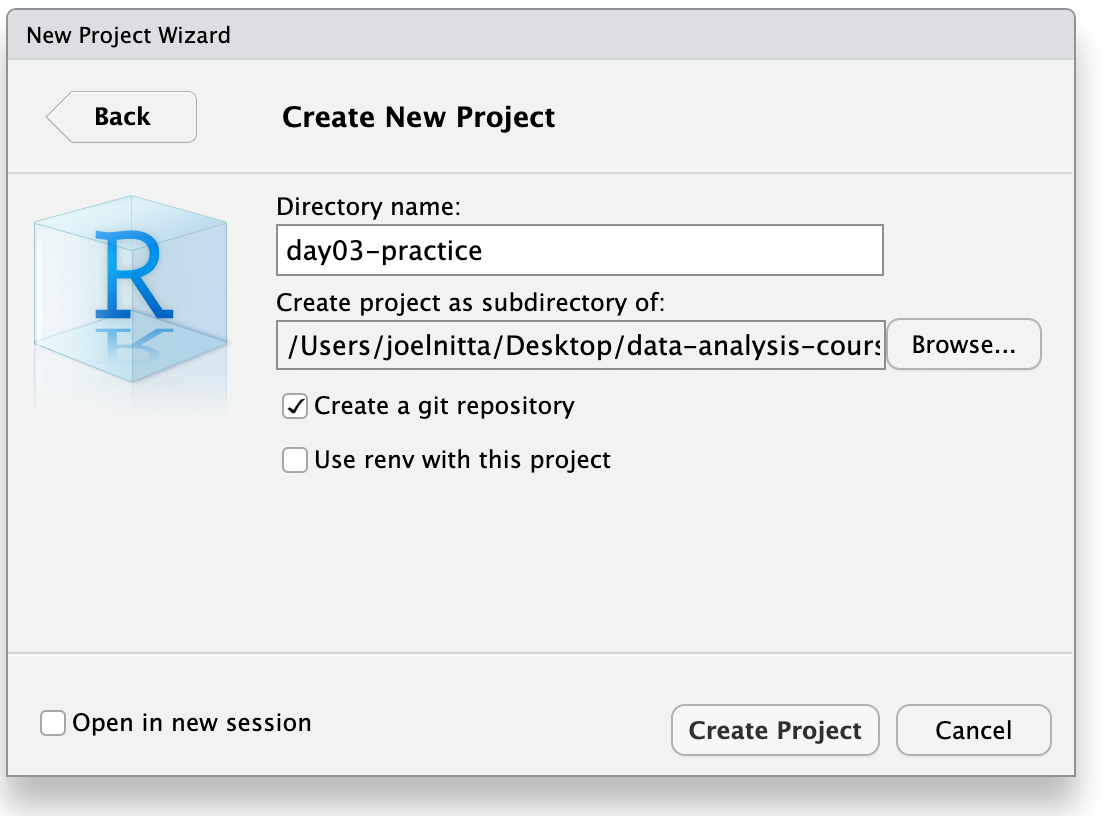 New Project Wizard
Back
Create New Project
R
Directory name:
day03-practice
Create project as subdirectory of:
/Users/joelnitta/Desktop/data-analysis-cours
Browse...
Create a git repository
Use renv with this project
Open in new session
Create Project
Cancel